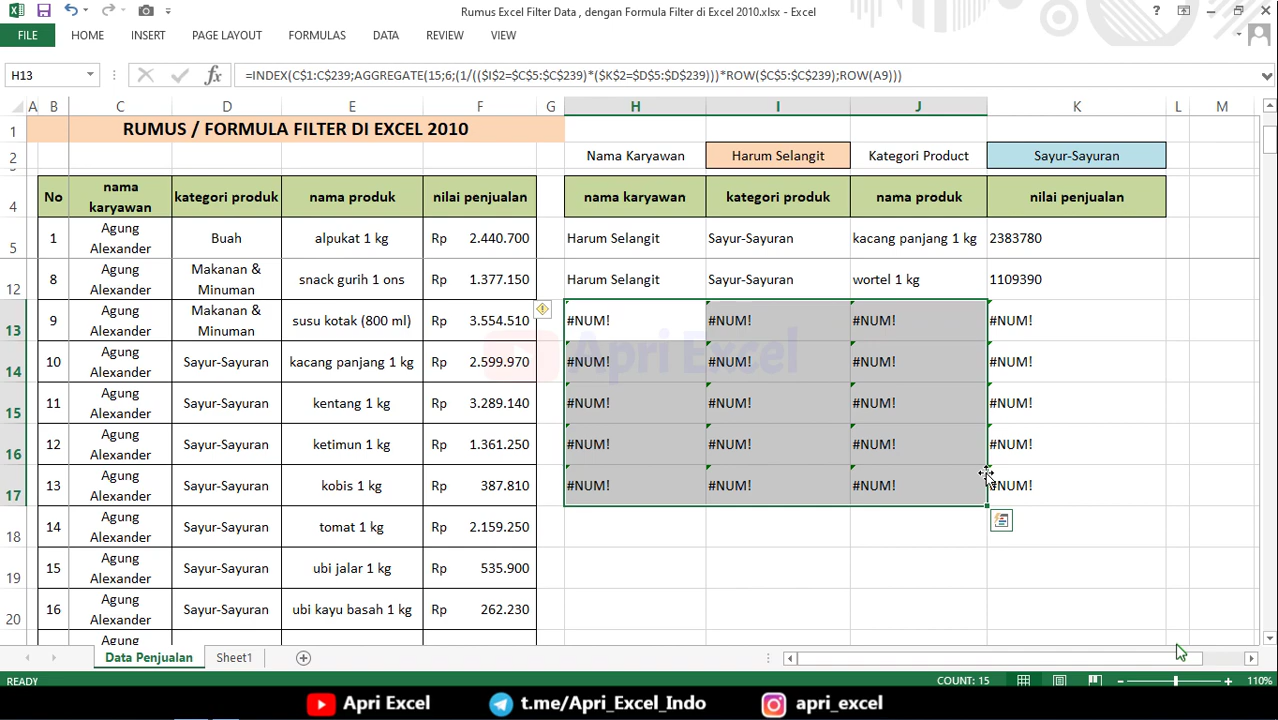 Rumus Excel Filter Data , dengan Formula Filter di Excel 2010.xlsx - Excel
FILE HOME INSERT PAGE LAYOUT FORMULAS DATA REVIEW VIEW
H13 =INDEX(C$1:C$239;AGGREGATE(15;6;(1/(($I$2=$C$5:$C$239)*($K$2=$D$5:$D$239)))*ROW($C$5:$C$239);ROW(A9)))
A B C D E F G H I J K L M
1 RUMUS / FORMULA FILTER DI EXCEL 2010
2 Nama Karyawan Harum Selangit Kategori Product Sayur-Sayuran
4 No nama karyawan kategori produk nama produk nilai penjualan nama karyawan kategori produk nama produk nilai penjualan
5 1 Agung Alexander Buah alpukat 1 kg Rp 2.440.700 Harum Selangit Sayur-Sayuran kacang panjang 1 kg 2383780
12 8 Agung Alexander Makanan & Minuman snack gurih 1 ons Rp 1.377.150 Harum Selangit Sayur-Sayuran wortel 1 kg 1109390
13 9 Agung Alexander Makanan & Minuman susu kotak (800 ml) Rp 3.554.510 #NUM! #NUM! #NUM! #NUM!
14 10 Agung Alexander Sayur-Sayuran kacang panjang 1 kg Rp 2.599.970 #NUM! #NUM! #NUM! #NUM!
15 11 Agung Alexander Sayur-Sayuran kentang 1 kg Rp 3.289.140 #NUM! #NUM! #NUM! #NUM!
16 12 Agung Alexander Sayur-Sayuran ketimun 1 kg Rp 1.361.250 #NUM! #NUM! #NUM! #NUM!
17 13 Agung Alexander Sayur-Sayuran kobis 1 kg Rp 387.810 #NUM! #NUM! #NUM! #NUM!
18 14 Agung Alexander Sayur-Sayuran tomat 1 kg Rp 2.159.250
19 15 Agung Alexander Sayur-Sayuran ubi jalar 1 kg Rp 535.900
20 16 Agung Alexander Sayur-Sayuran ubi kayu basah 1 kg Rp 262.230
Agung
Apri Excel
Data Penjualan Sheet1
READY COUNT: 15 110%
Apri Excel t.me/Apri_Excel_Indo apri_excel